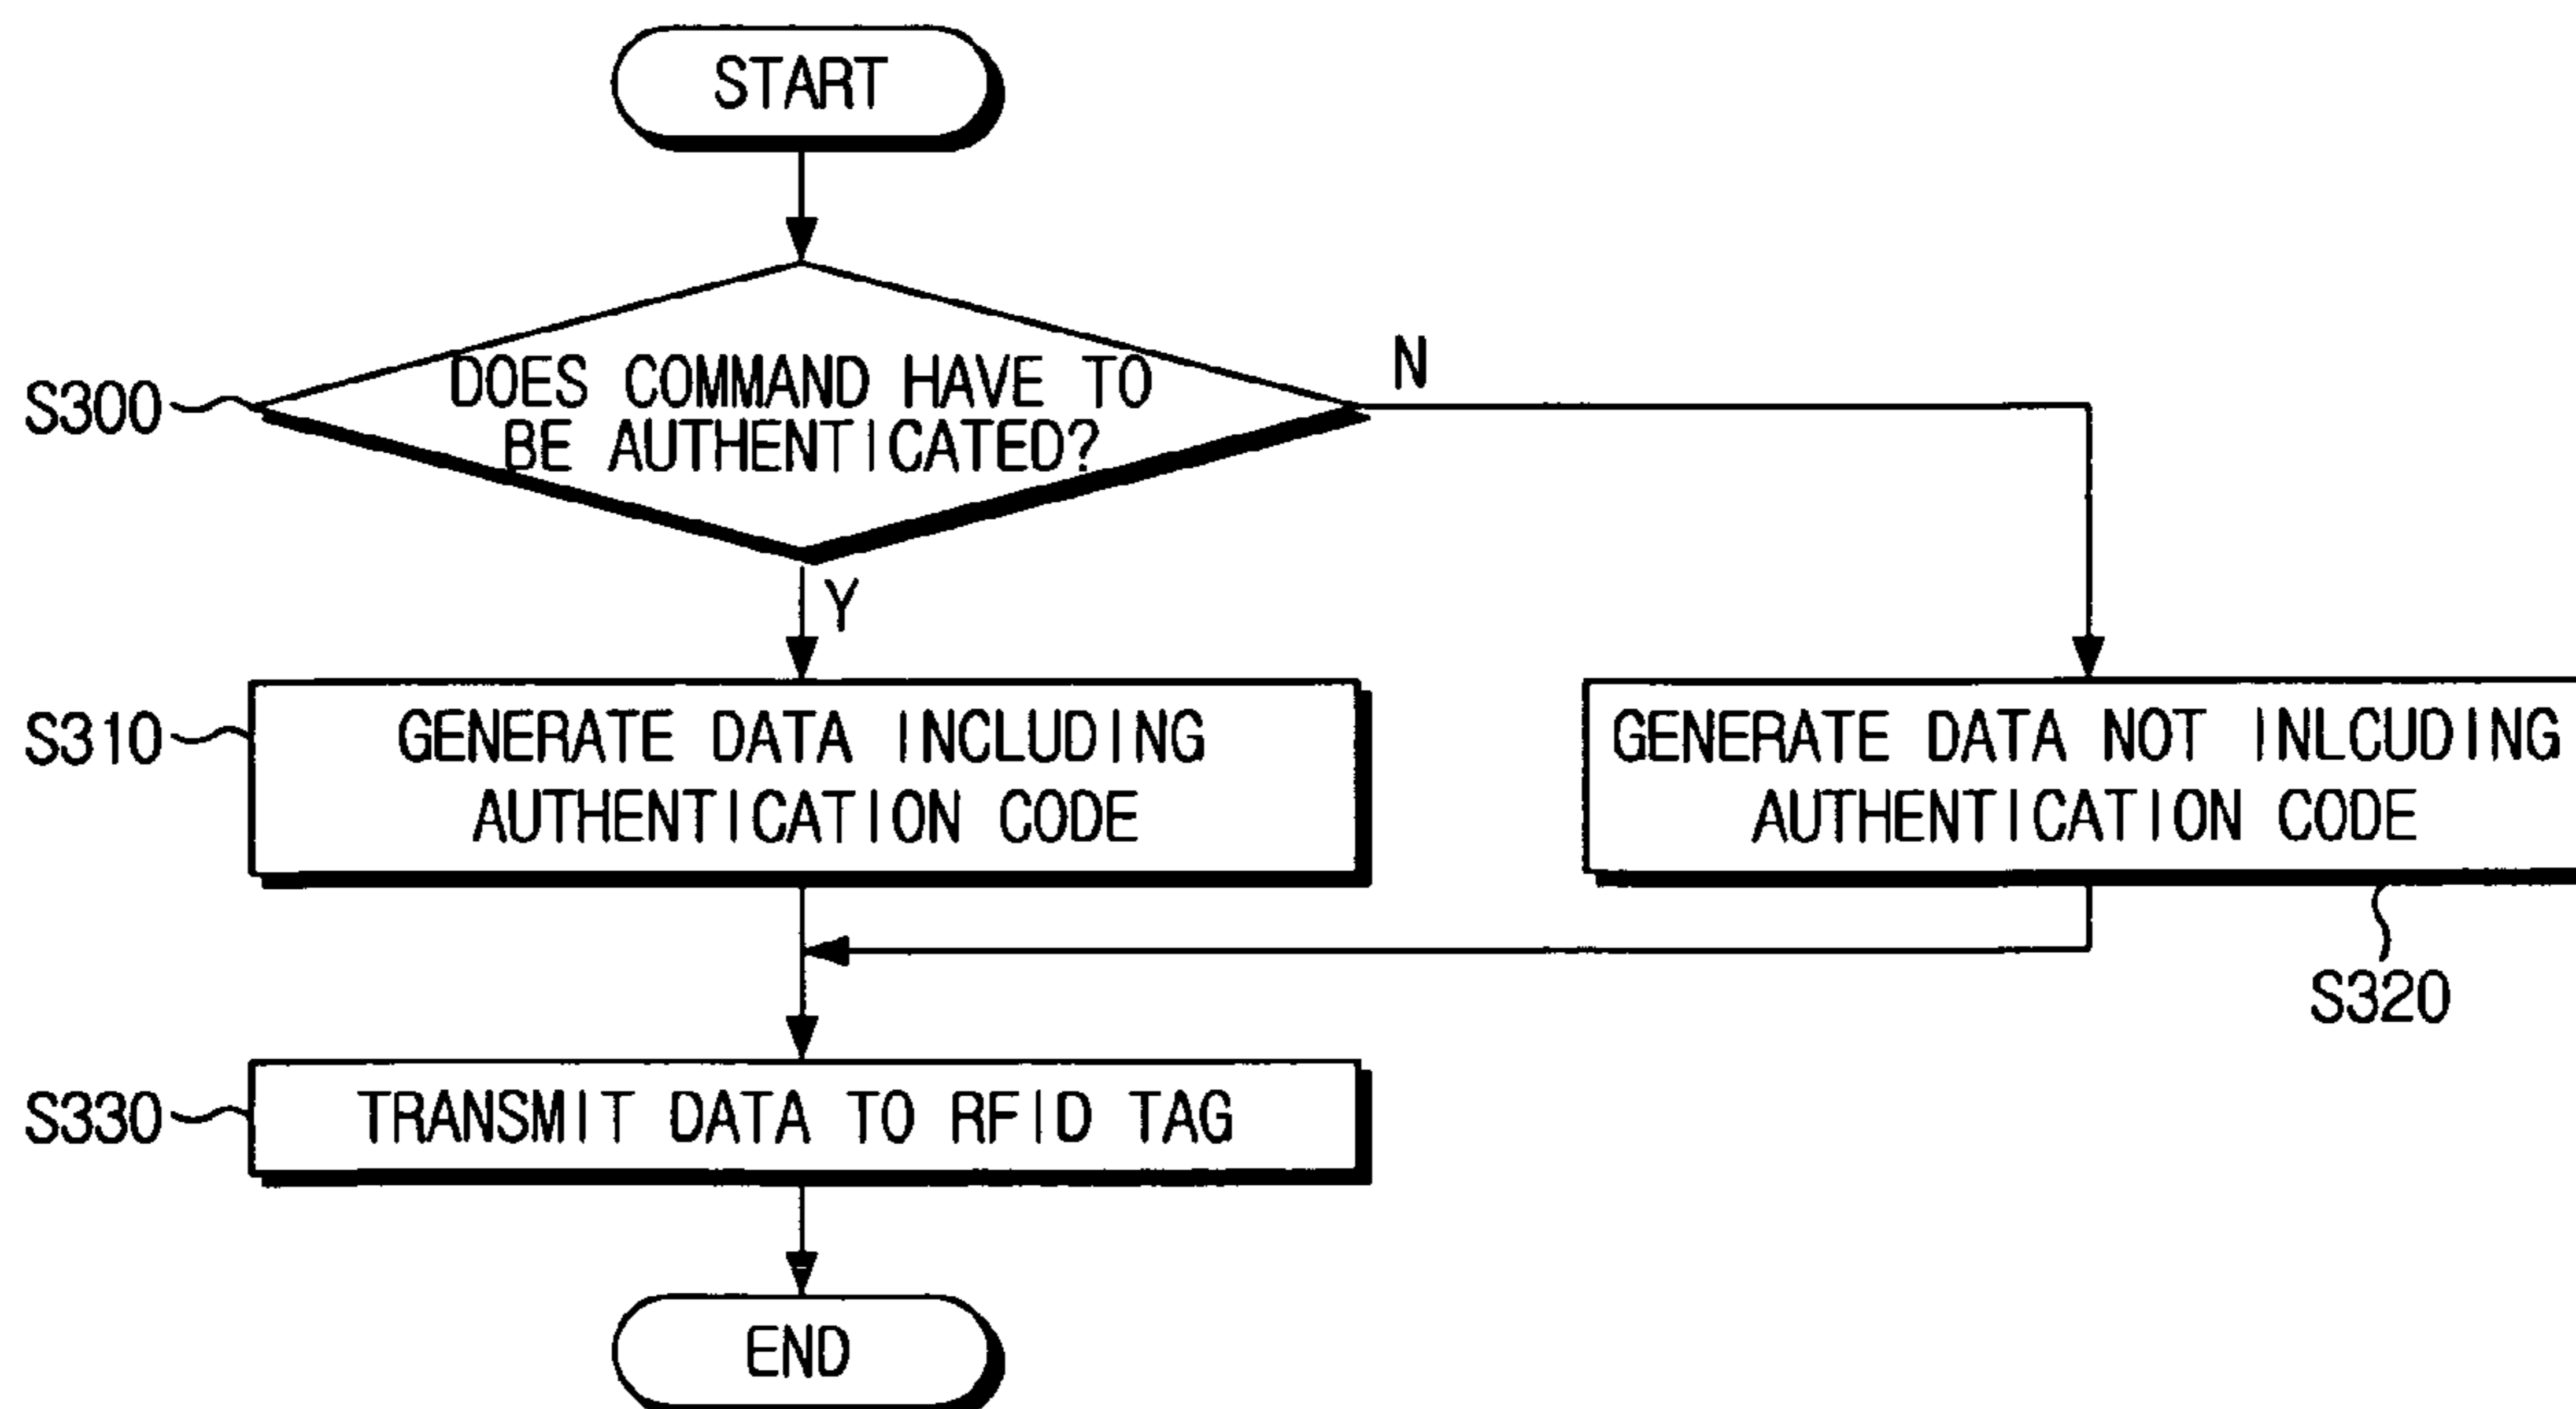 START
S300
DOES COMMAND HAVE TO
BE AUTHENTICATED?
N
Y
S310
GENERATE DATA INCLUDING
AUTHENTICATION CODE
GENERATE DATA NOT INLCUDING
AUTHENTICATION CODE
S320
S330
TRANSMIT DATA TO RFID TAG
END